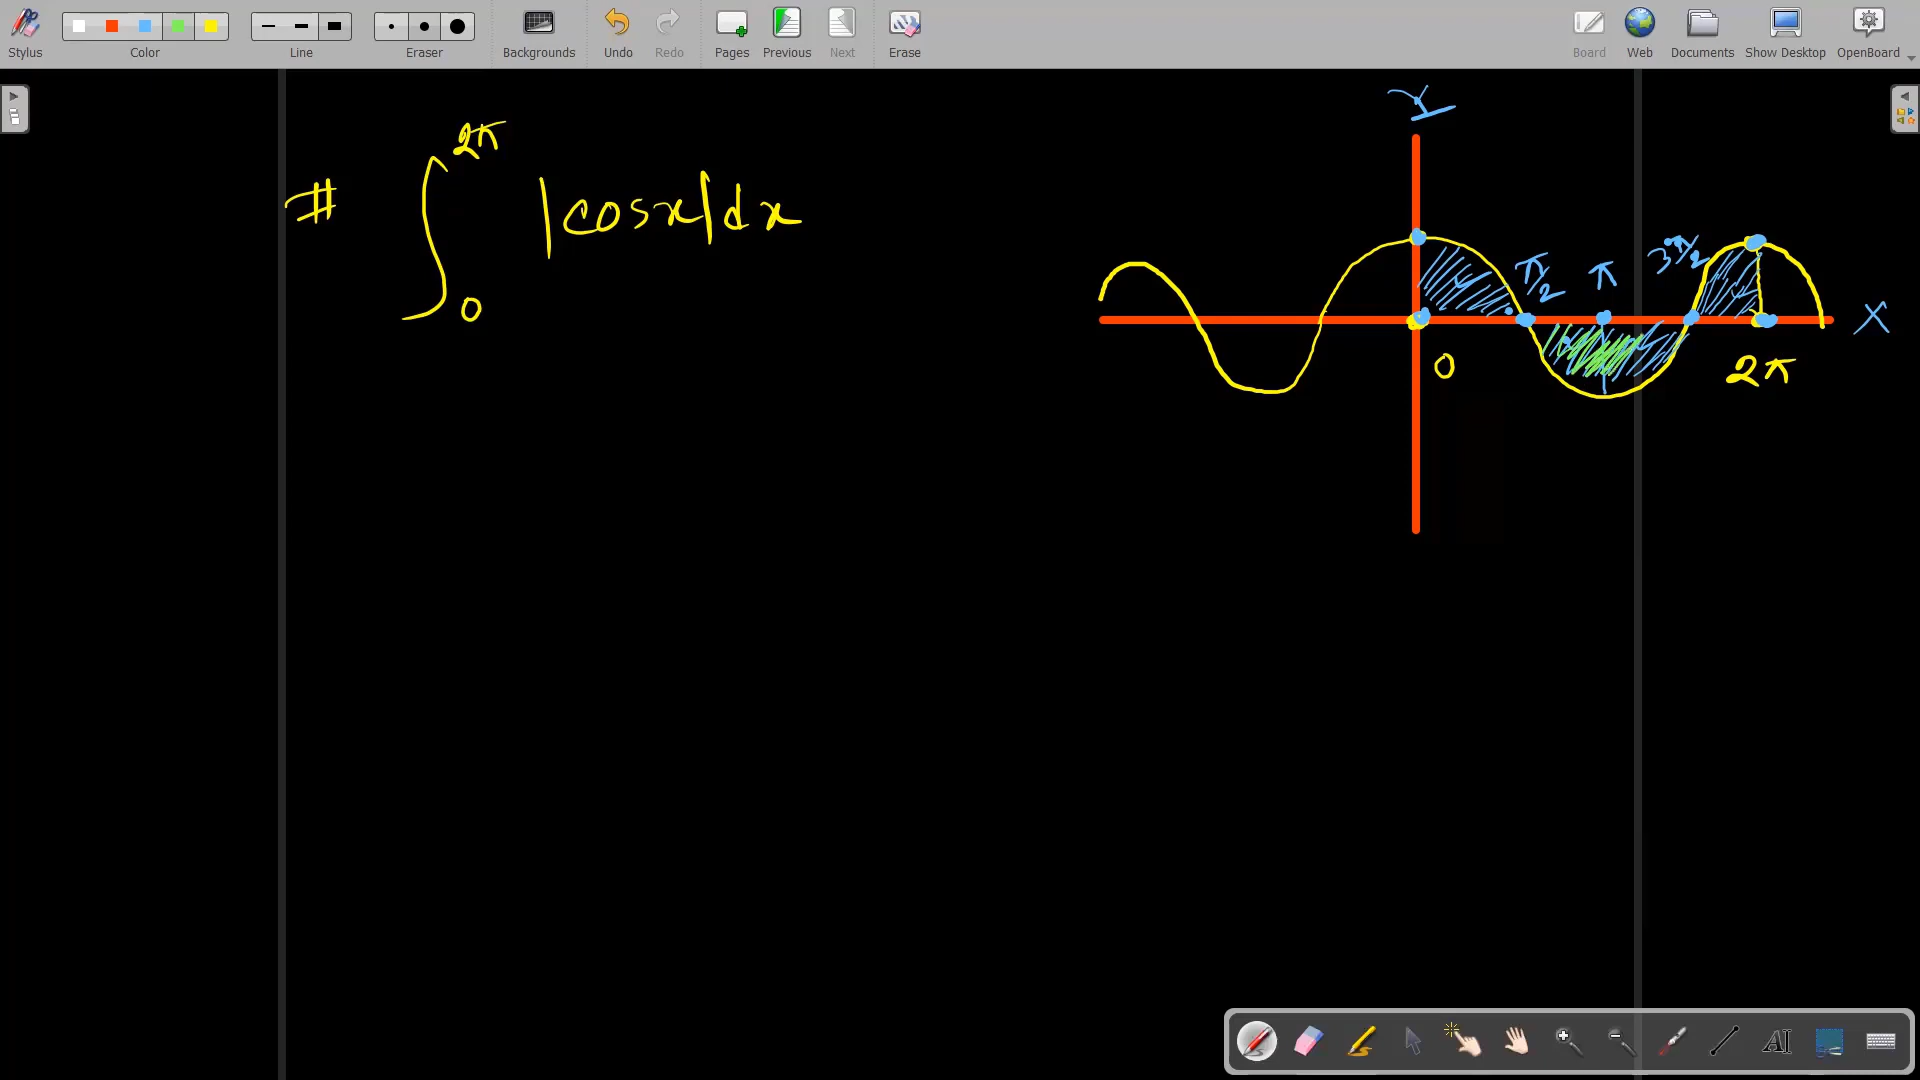 Stylus Color Line Eraser Backgrounds Undo Redo Pages Previous Next Erase Board Web Documents Show Desktop OpenBoard
# ∫₀^{2π} |cosx|dx
Y
π/2 π 3π/2
X
0 2π
AI